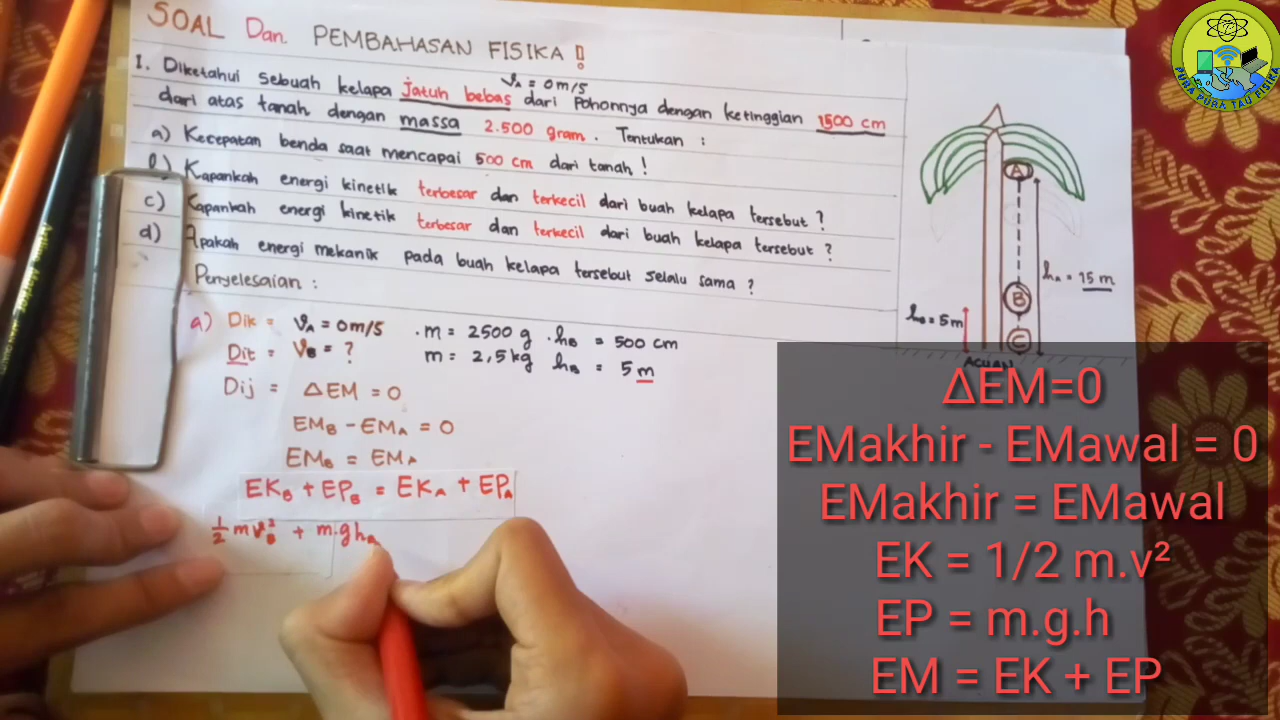 SOAL Dan PEMBAHASAN FISIKA!
1. Diketahui sebuah kelapa jatuh bebas dari Pohonnya dengan ketinggian 1500 cm
vA = 0 m/s
dari atas tanah dengan massa 2.500 gram. Tentukan :
a) Kecepatan benda saat mencapai 500 cm dari tanah!
b) Kapankah energi kinetik terbesar dan terkecil dari buah kelapa tersebut?
c) Kapankah energi kinetik terbesar dan terkecil dari buah kelapa tersebut?
d) Apakah energi mekanik pada buah kelapa tersebut selalu sama?
Penyelesaian :
a) Dik = vA = 0 m/s . m = 2500 g . hB = 500 cm
Dit = VB = ? m = 2,5 kg hB = 5 m
Dij = ΔEM = 0
EMB - EMA = 0
EMB = EMA
EKB + EPB = EKA + EPA
1/2 m vB² + m.g hB
A
hA = 15 m
B
hB = 5 m
C
ACUAN
ΔEM=0
EMakhir - EMawal = 0
EMakhir = EMawal
EK = 1/2 m.v²
EP = m.g.h
EM = EK + EP
PURA PURA TAU FISIKA